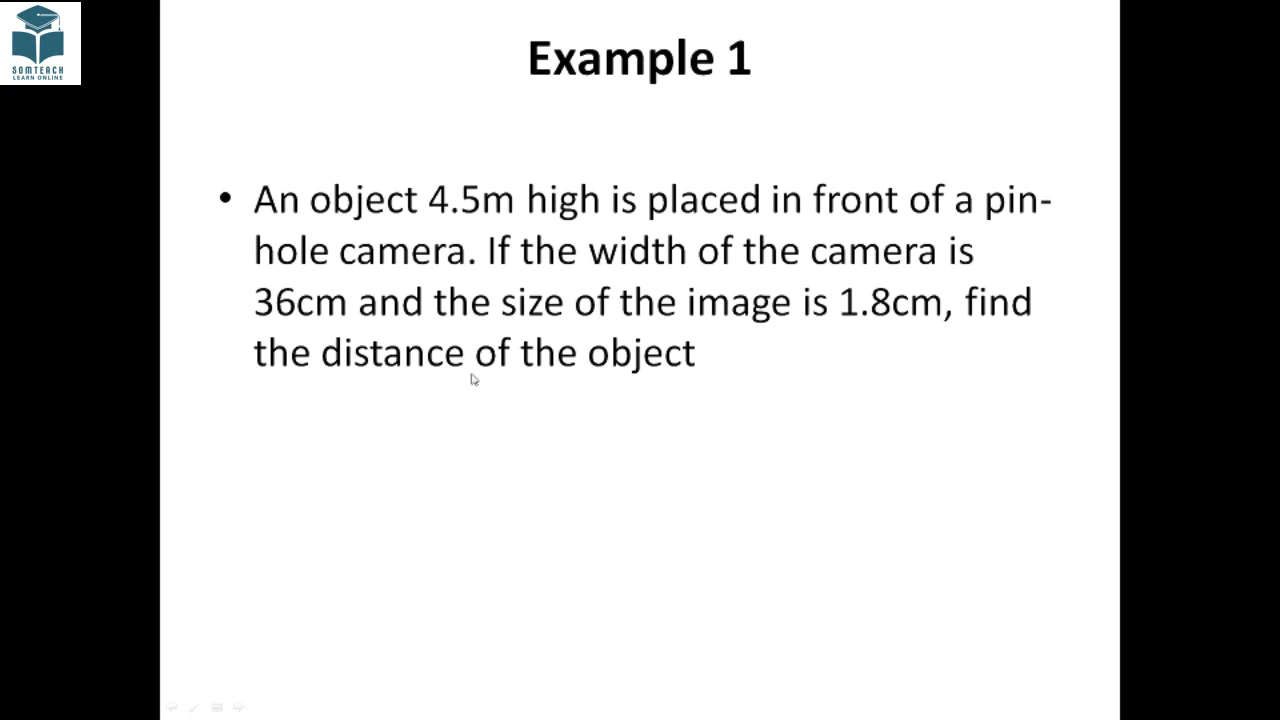 SOMTEACH
LEARN ONLINE
Example 1
• An object 4.5m high is placed in front of a pin-
hole camera. If the width of the camera is
36cm and the size of the image is 1.8cm, find
the distance of the object